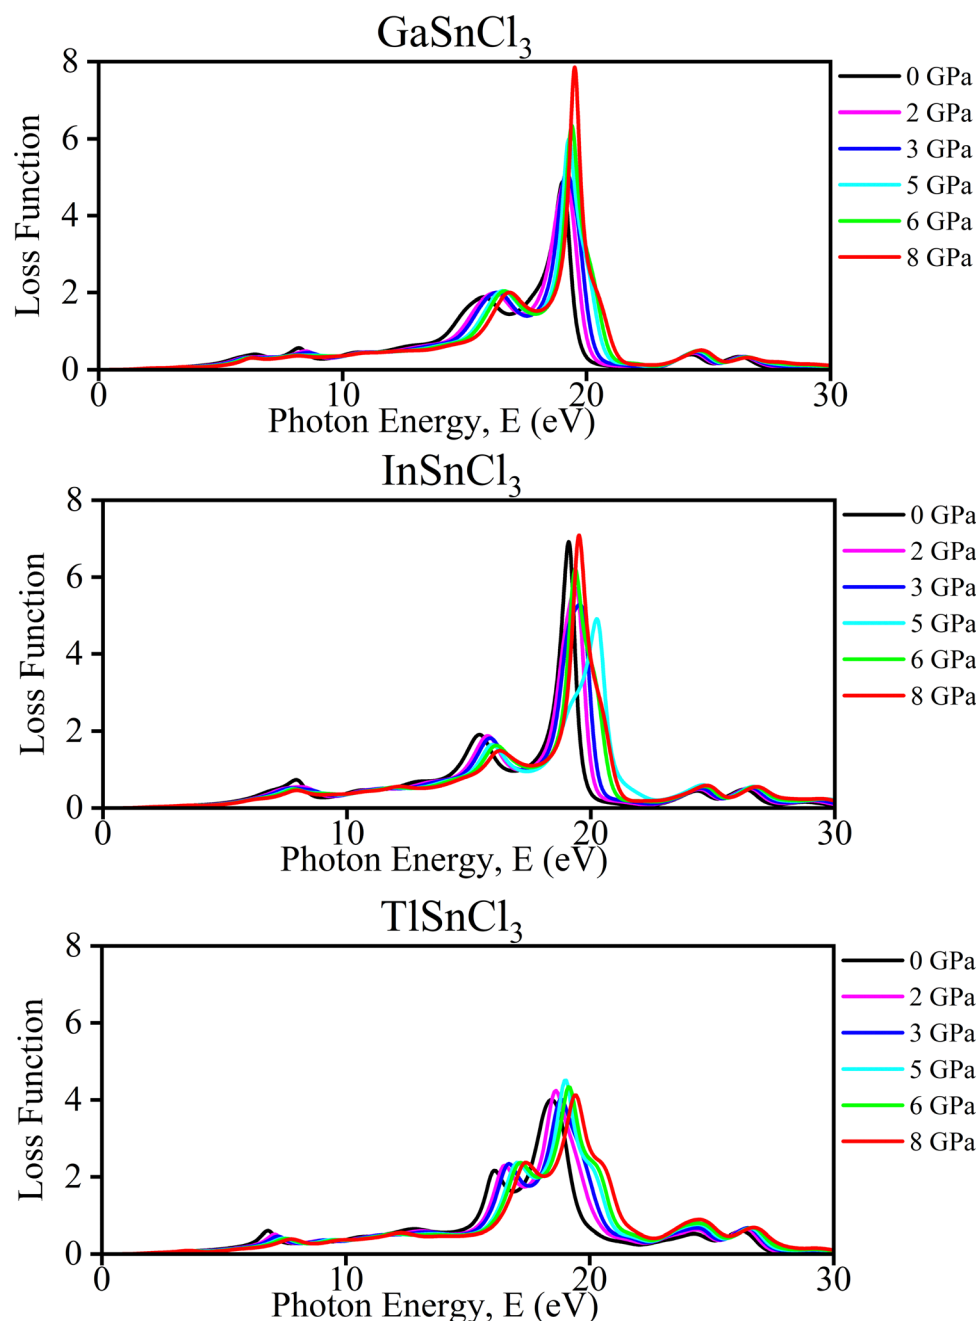 GaSnCl₃
Loss Function
8
6
4
2
0
0 10 20 30
Photon Energy, E (eV)
0 GPa
2 GPa
3 GPa
5 GPa
6 GPa
8 GPa
InSnCl₃
Loss Function
8
6
4
2
0
0 10 20 30
Photon Energy, E (eV)
0 GPa
2 GPa
3 GPa
5 GPa
6 GPa
8 GPa
TlSnCl₃
Loss Function
8
6
4
2
0
0 10 20 30
Photon Energy, E (eV)
0 GPa
2 GPa
3 GPa
5 GPa
6 GPa
8 GPa